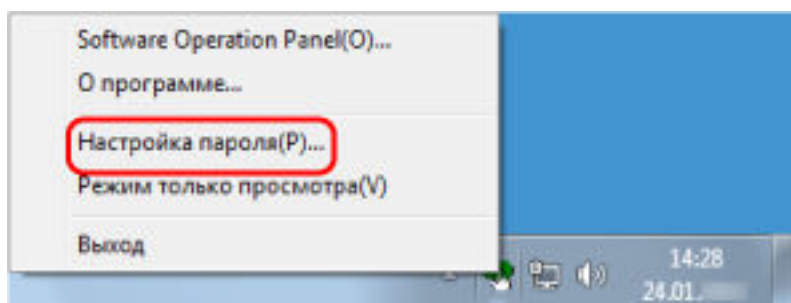 Software Operation Panel(O)...
О программе...
Настройка пароля(P)...
Режим только просмотра(V)
Выход
14:28
24.01.